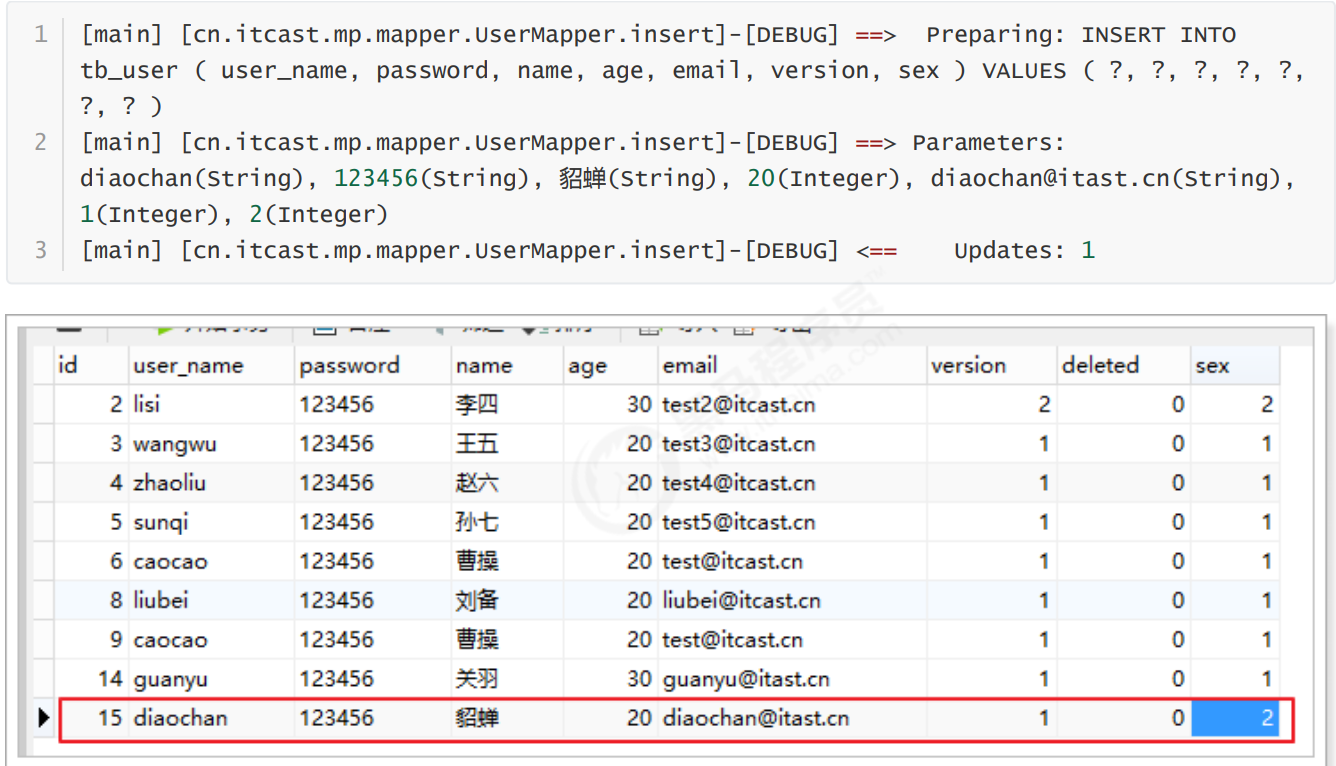 1 [main] [cn.itcast.mp.mapper.UserMapper.insert]-[DEBUG] ==>  Preparing: INSERT INTO
tb_user ( user_name, password, name, age, email, version, sex ) VALUES ( ?, ?, ?, ?, ?,
?, ? )
2 [main] [cn.itcast.mp.mapper.UserMapper.insert]-[DEBUG] ==> Parameters:
diaochan(String), 123456(String), 貂蝉(String), 20(Integer), diaochan@itast.cn(String),
1(Integer), 2(Integer)
3 [main] [cn.itcast.mp.mapper.UserMapper.insert]-[DEBUG] <==    Updates: 1
id user_name password name age email version deleted sex
2 lisi 123456 李四 30 test2@itcast.cn 2 0 2
3 wangwu 123456 王五 20 test3@itcast.cn 1 0 1
4 zhaoliu 123456 赵六 20 test4@itcast.cn 1 0 1
5 sunqi 123456 孙七 20 test5@itcast.cn 1 0 1
6 caocao 123456 曹操 20 test@itcast.cn 1 0 1
8 liubei 123456 刘备 20 liubei@itcast.cn 1 0 1
9 caocao 123456 曹操 20 test@itcast.cn 1 0 1
14 guanyu 123456 关羽 30 guanyu@itast.cn 1 0 1
15 diaochan 123456 貂蝉 20 diaochan@itast.cn 1 0 2